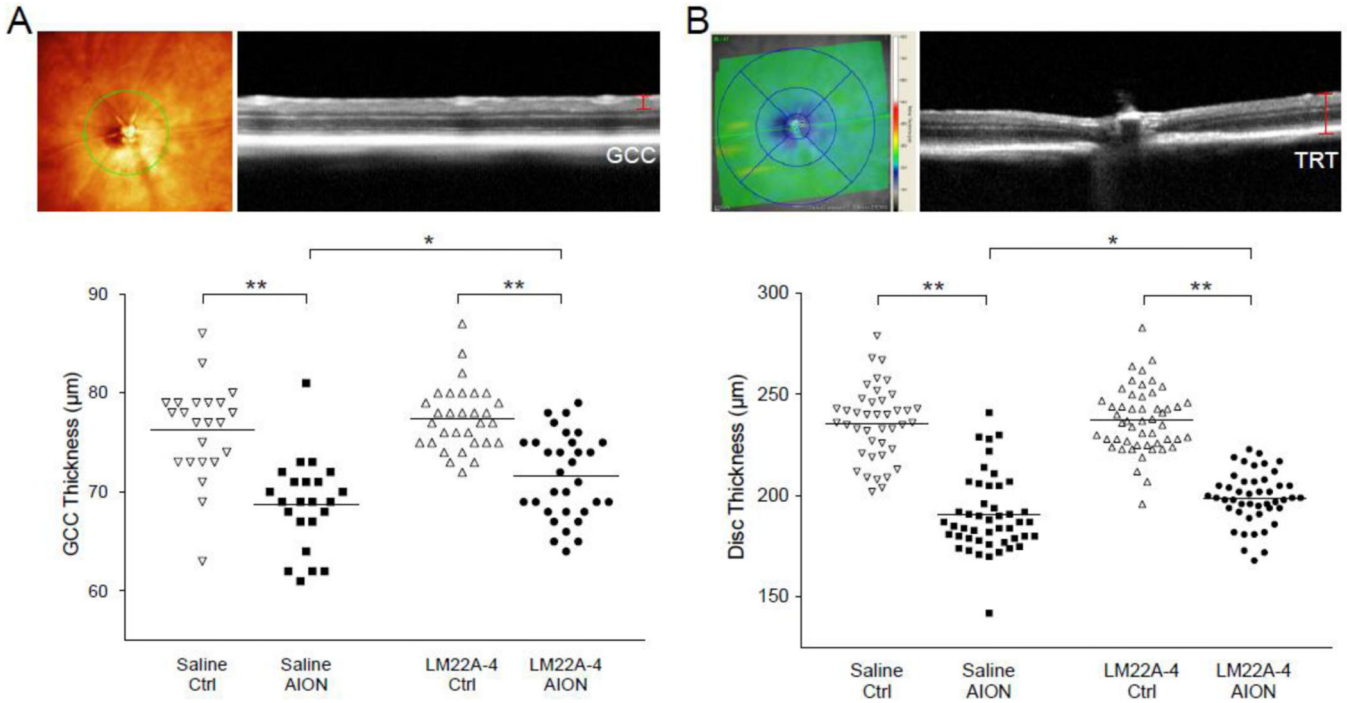 A
B
GCC
TRT
*
**
**
90
80
70
60
GCC Thickness (µm)
Saline
Ctrl
Saline
AION
LM22A-4
Ctrl
LM22A-4
AION
*
**
**
300
250
200
150
Disc Thickness (µm)
Saline
Ctrl
Saline
AION
LM22A-4
Ctrl
LM22A-4
AION